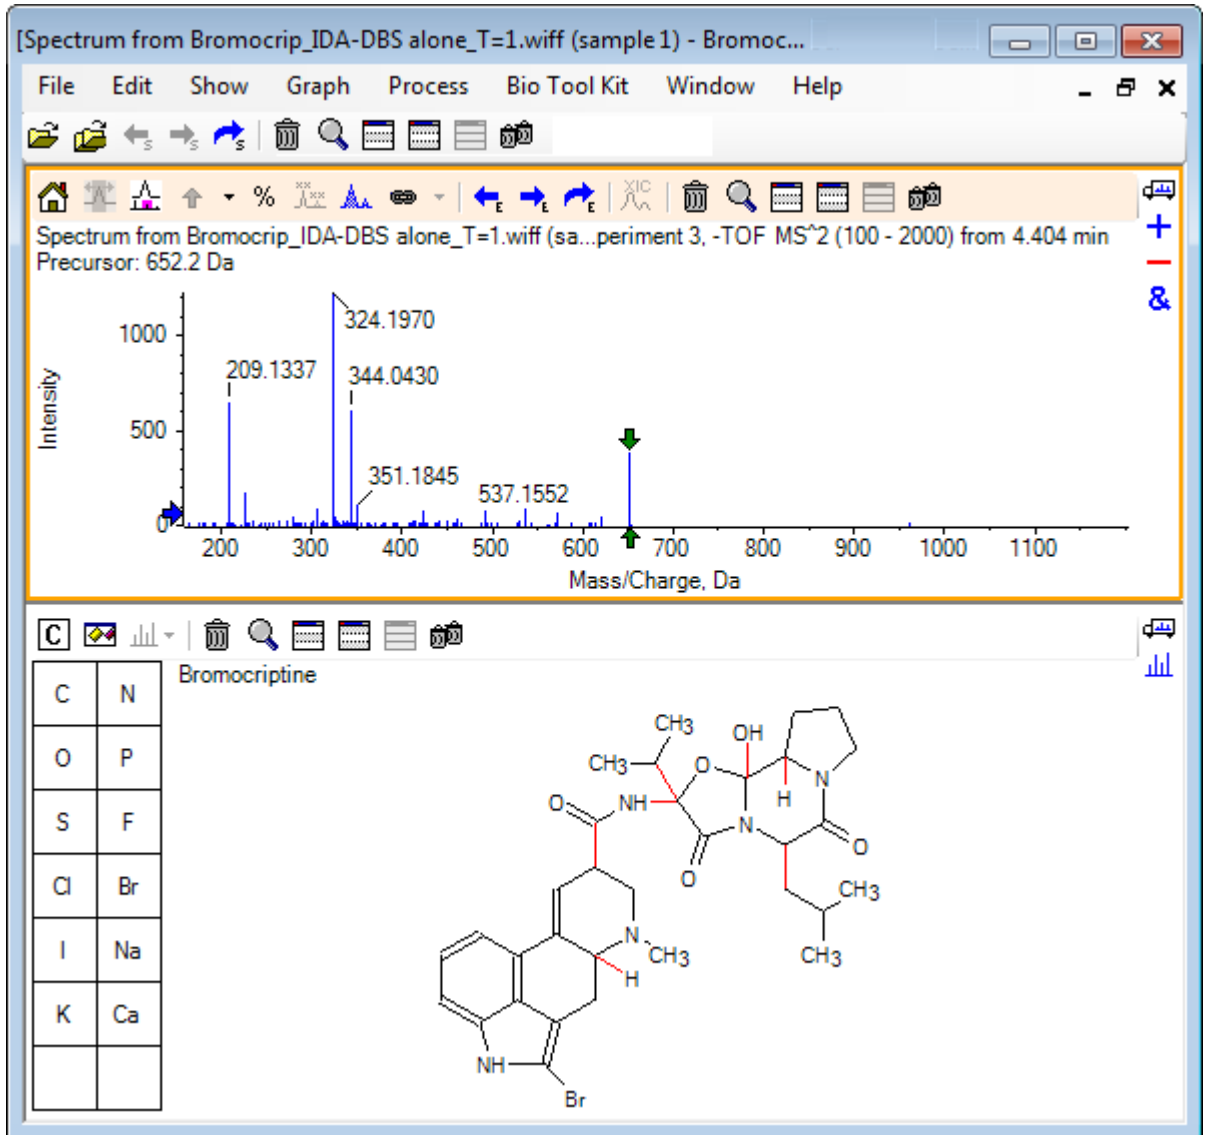 [Spectrum from Bromocrip_IDA-DBS alone_T=1.wiff (sample 1) - Bromoc...
File Edit Show Graph Process Bio Tool Kit Window Help
S S S
% E E E XIC
Spectrum from Bromocrip_IDA-DBS alone_T=1.wiff (sa...periment 3, -TOF MS^2 (100 - 2000) from 4.404 min
Precursor: 652.2 Da
+
−
&
Intensity
1000
500
0
324.1970
209.1337
344.0430
351.1845
537.1552
200 300 400 500 600 700 800 900 1000 1100
Mass/Charge, Da
C
C N
O P
S F
Cl Br
I Na
K Ca
Bromocriptine
CH3
OH
CH3
O
N
H
O
NH
N
O
O
CH3
N
CH3
CH3
H
NH
Br